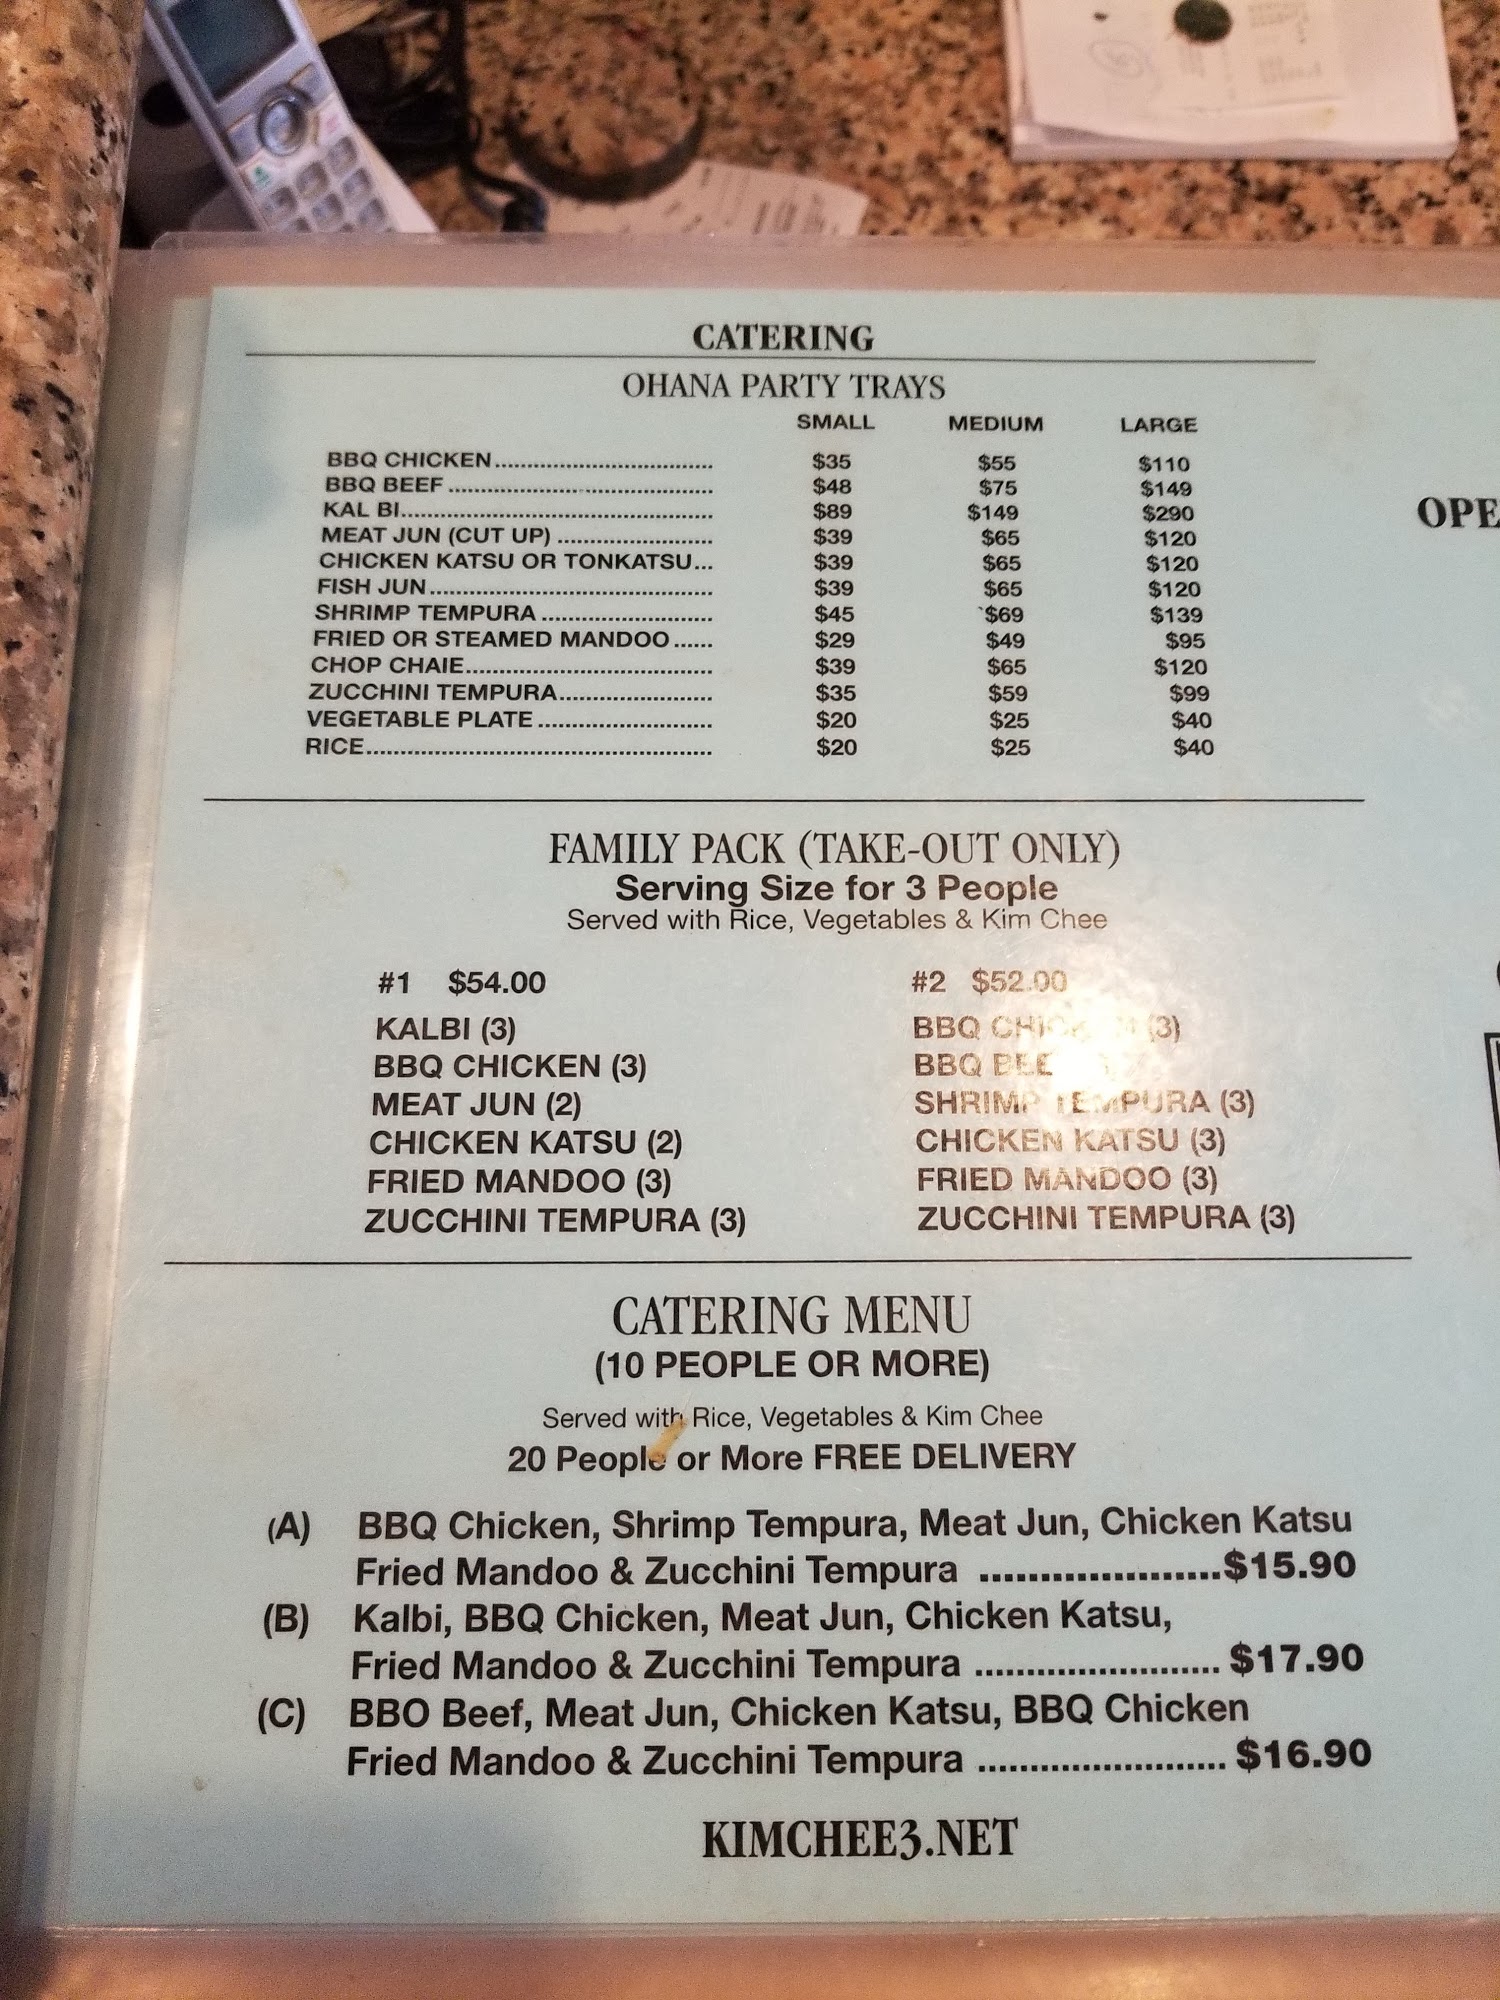 CATERING
OHANA PARTY TRAYS
SMALL MEDIUM LARGE
BBQ CHICKEN.................................. $35 $55 $110
BBQ BEEF .......................................... $48 $75 $149
KAL BI................................................. $89 $149 $290
MEAT JUN (CUT UP) ........................ $39 $65 $120
CHICKEN KATSU OR TONKATSU... $39 $65 $120
FISH JUN............................................ $39 $65 $120
SHRIMP TEMPURA ........................... $45 $69 $139
FRIED OR STEAMED MANDOO ...... $29 $49 $95
CHOP CHAIE....................................... $39 $65 $120
ZUCCHINI TEMPURA........................ $35 $59 $99
VEGETABLE PLATE ............................ $20 $25 $40
RICE....................................................... $20 $25 $40
FAMILY PACK (TAKE-OUT ONLY)
Serving Size for 3 People
Served with Rice, Vegetables & Kim Chee
#1 $54.00
KALBI (3)
BBQ CHICKEN (3)
MEAT JUN (2)
CHICKEN KATSU (2)
FRIED MANDOO (3)
ZUCCHINI TEMPURA (3)
#2 $52.00
BBQ CHICKEN (3)
BBQ BEEF
SHRIMP TEMPURA (3)
CHICKEN KATSU (3)
FRIED MANDOO (3)
ZUCCHINI TEMPURA (3)
CATERING MENU
(10 PEOPLE OR MORE)
Served with Rice, Vegetables & Kim Chee
20 People or More FREE DELIVERY
(A) BBQ Chicken, Shrimp Tempura, Meat Jun, Chicken Katsu
Fried Mandoo & Zucchini Tempura ....................$15.90
(B) Kalbi, BBQ Chicken, Meat Jun, Chicken Katsu,
Fried Mandoo & Zucchini Tempura ........................ $17.90
(C) BBO Beef, Meat Jun, Chicken Katsu, BBQ Chicken
Fried Mandoo & Zucchini Tempura ........................ $16.90
KIMCHEE3.NET